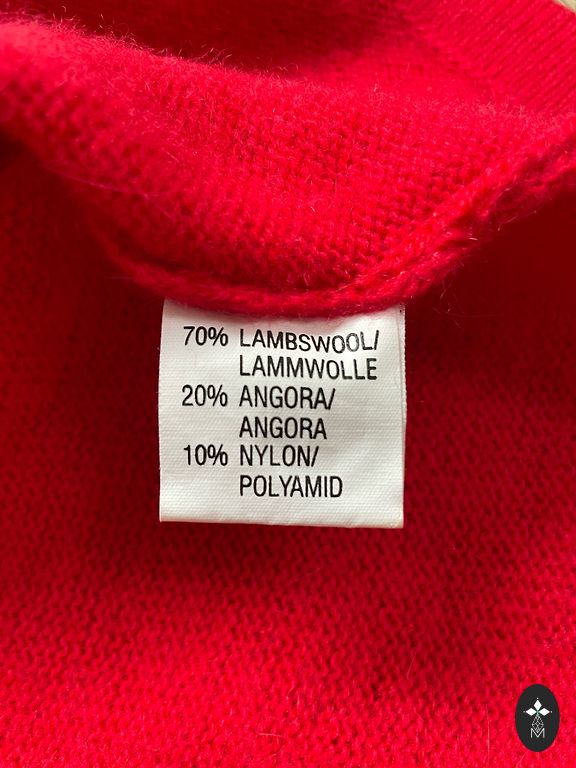 70% LAMBSWOOL/
LAMMWOLLE
20% ANGORA/
ANGORA
10% NYLON/
POLYAMID
M